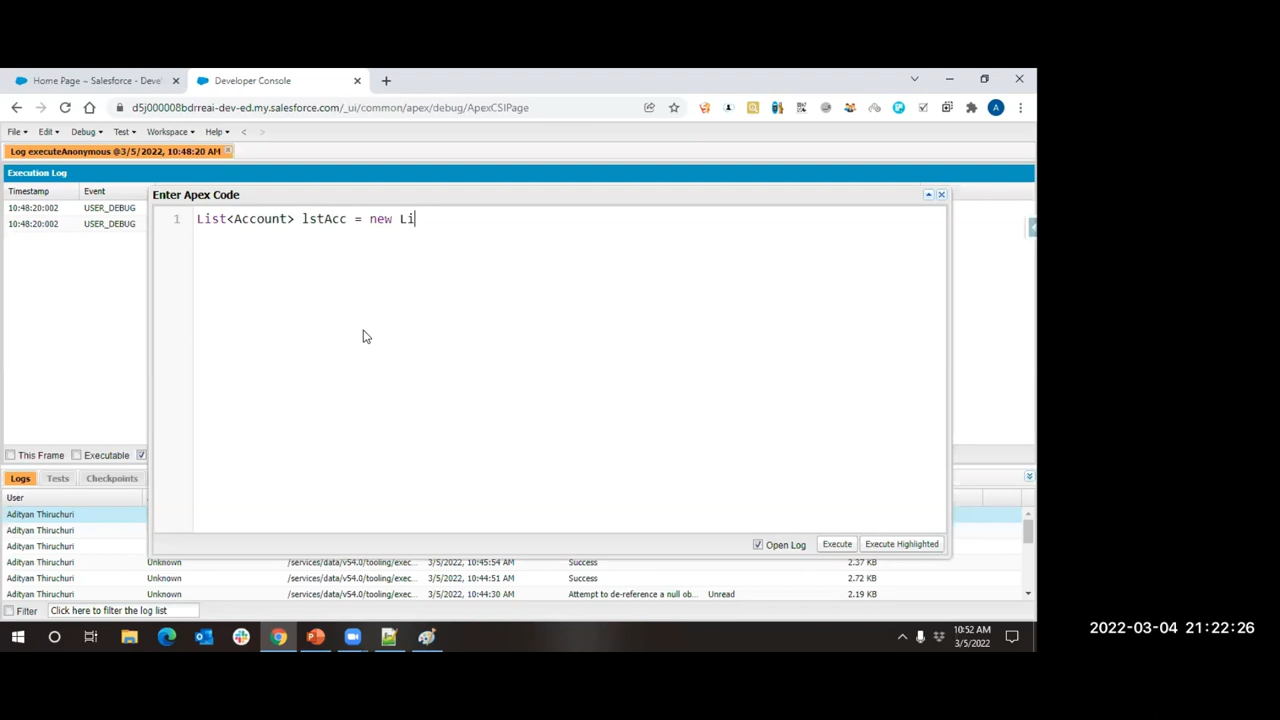 Home Page ~ Salesforce - Deve
Developer Console
d5j000008bdrreai-dev-ed.my.salesforce.com/_ui/common/apex/debug/ApexCSIPage
File Edit Debug Test Workspace Help < >
Log executeAnonymous @3/5/2022, 10:48:20 AM
Execution Log
Timestamp Event
10:48:20:002 USER_DEBUG
10:48:20:002 USER_DEBUG
Enter Apex Code
1 List<Account> lstAcc = new Li
Open Log Execute Execute Highlighted
This Frame Executable
Logs Tests Checkpoints
User
Adityan Thiruchuri
Adityan Thiruchuri
Adityan Thiruchuri
Adityan Thiruchuri Unknown /services/data/v54.0/tooling/exec... 3/5/2022, 10:45:54 AM Success 2.37 KB
Adityan Thiruchuri Unknown /services/data/v54.0/tooling/exec... 3/5/2022, 10:44:51 AM Success 2.72 KB
Adityan Thiruchuri Unknown /services/data/v54.0/tooling/exec... 3/5/2022, 10:44:30 AM Attempt to de-reference a null ob... Unread 2.19 KB
Filter Click here to filter the log list
10:52 AM
3/5/2022
2022-03-04 21:22:26